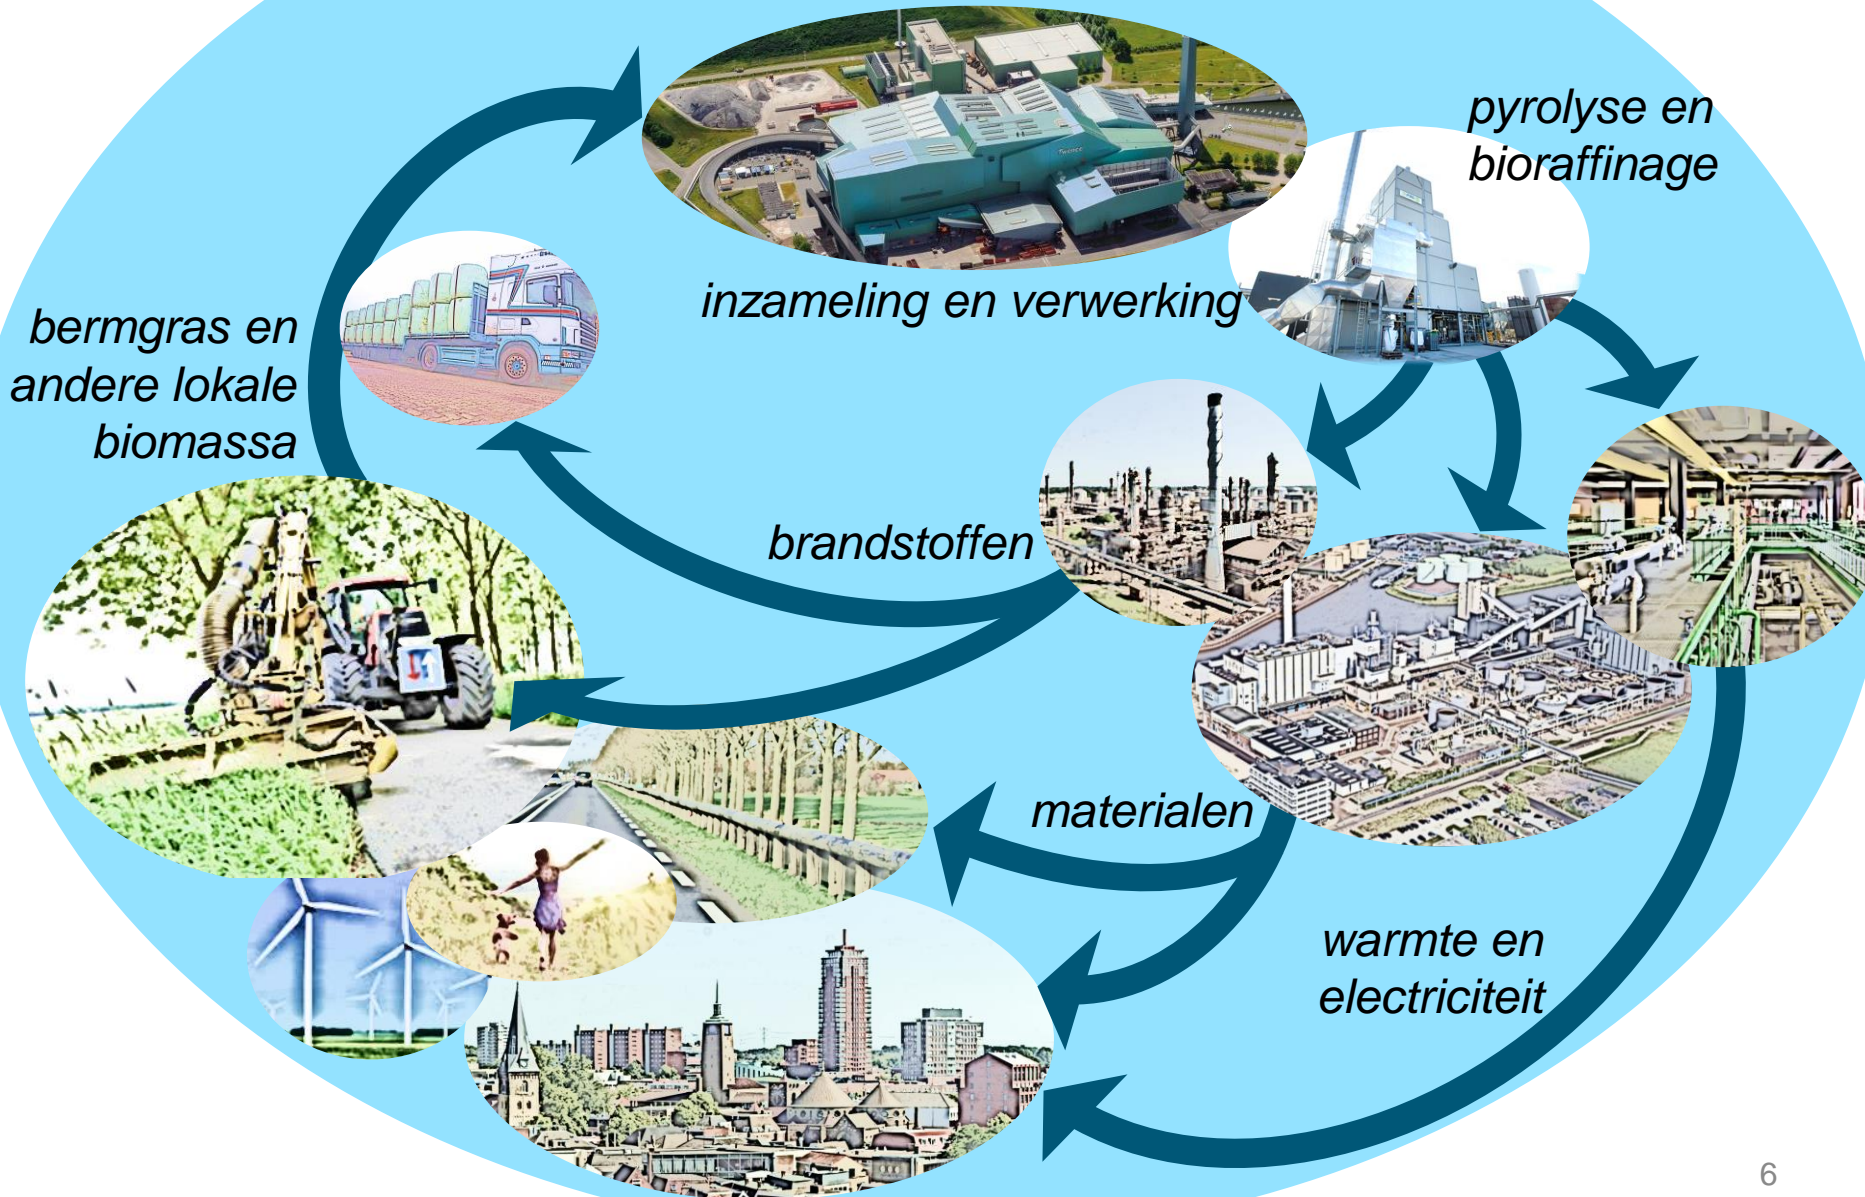 pyrolyse en
bioraffinage
inzameling en verwerking
bermgras en
andere lokale
biomassa
brandstoffen
materialen
warmte en
electriciteit
6